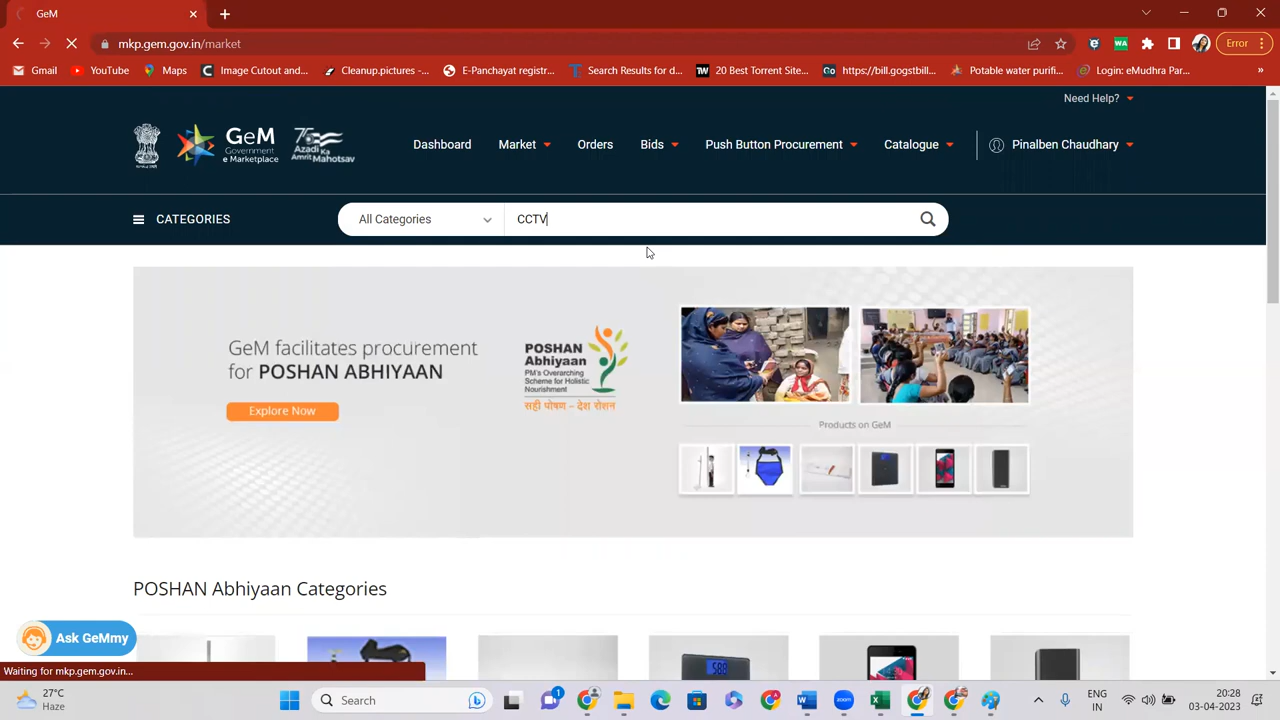 GeM
mkp.gem.gov.in/market
Error
Gmail
YouTube
Maps
Image Cutout and...
Cleanup.pictures -...
E-Panchayat registr...
Search Results for d...
20 Best Torrent Site...
https://bill.gogstbill...
Potable water purifi...
Login: eMudhra Par...
»
Need Help?
GeM
Government
e Marketplace
75
Azadi Ka
Amrit Mahotsav
Dashboard
Market
Orders
Bids
Push Button Procurement
Catalogue
Pinalben Chaudhary
CATEGORIES
All Categories
CCTV
GeM facilitates procurement
for POSHAN ABHIYAAN
Explore Now
POSHAN
Abhiyaan
PM's Overarching
Scheme for Holistic
Nourishment
सही पोषण – देश रोशन
Products on GeM
POSHAN Abhiyaan Categories
Ask GeMmy
Waiting for mkp.gem.gov.in...
27°C
Haze
Search
1
ENG
IN
20:28
03-04-2023